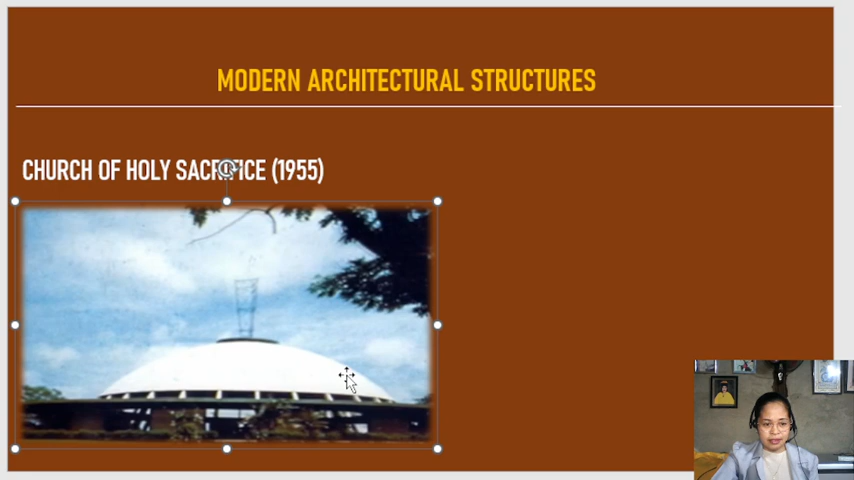 MODERN ARCHITECTURAL STRUCTURES
CHURCH OF HOLY SACRIFICE (1955)